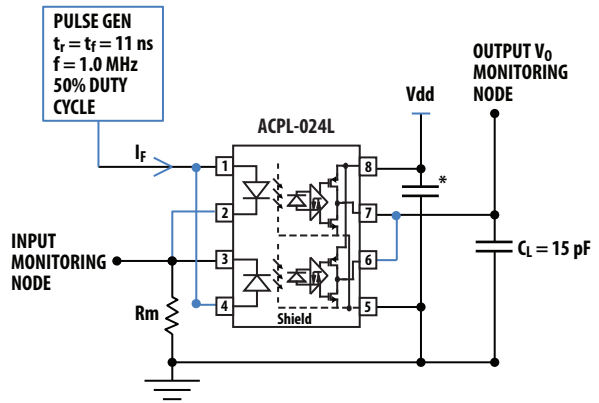 PULSE GEN
tr = tf = 11 ns
f = 1.0 MHz
50% DUTY
CYCLE
OUTPUT VO
MONITORING
NODE
Vdd
ACPL-024L
IF
1
8
*
2
7
INPUT
MONITORING
NODE
3
6
CL = 15 pF
Rm
4
5
Shield